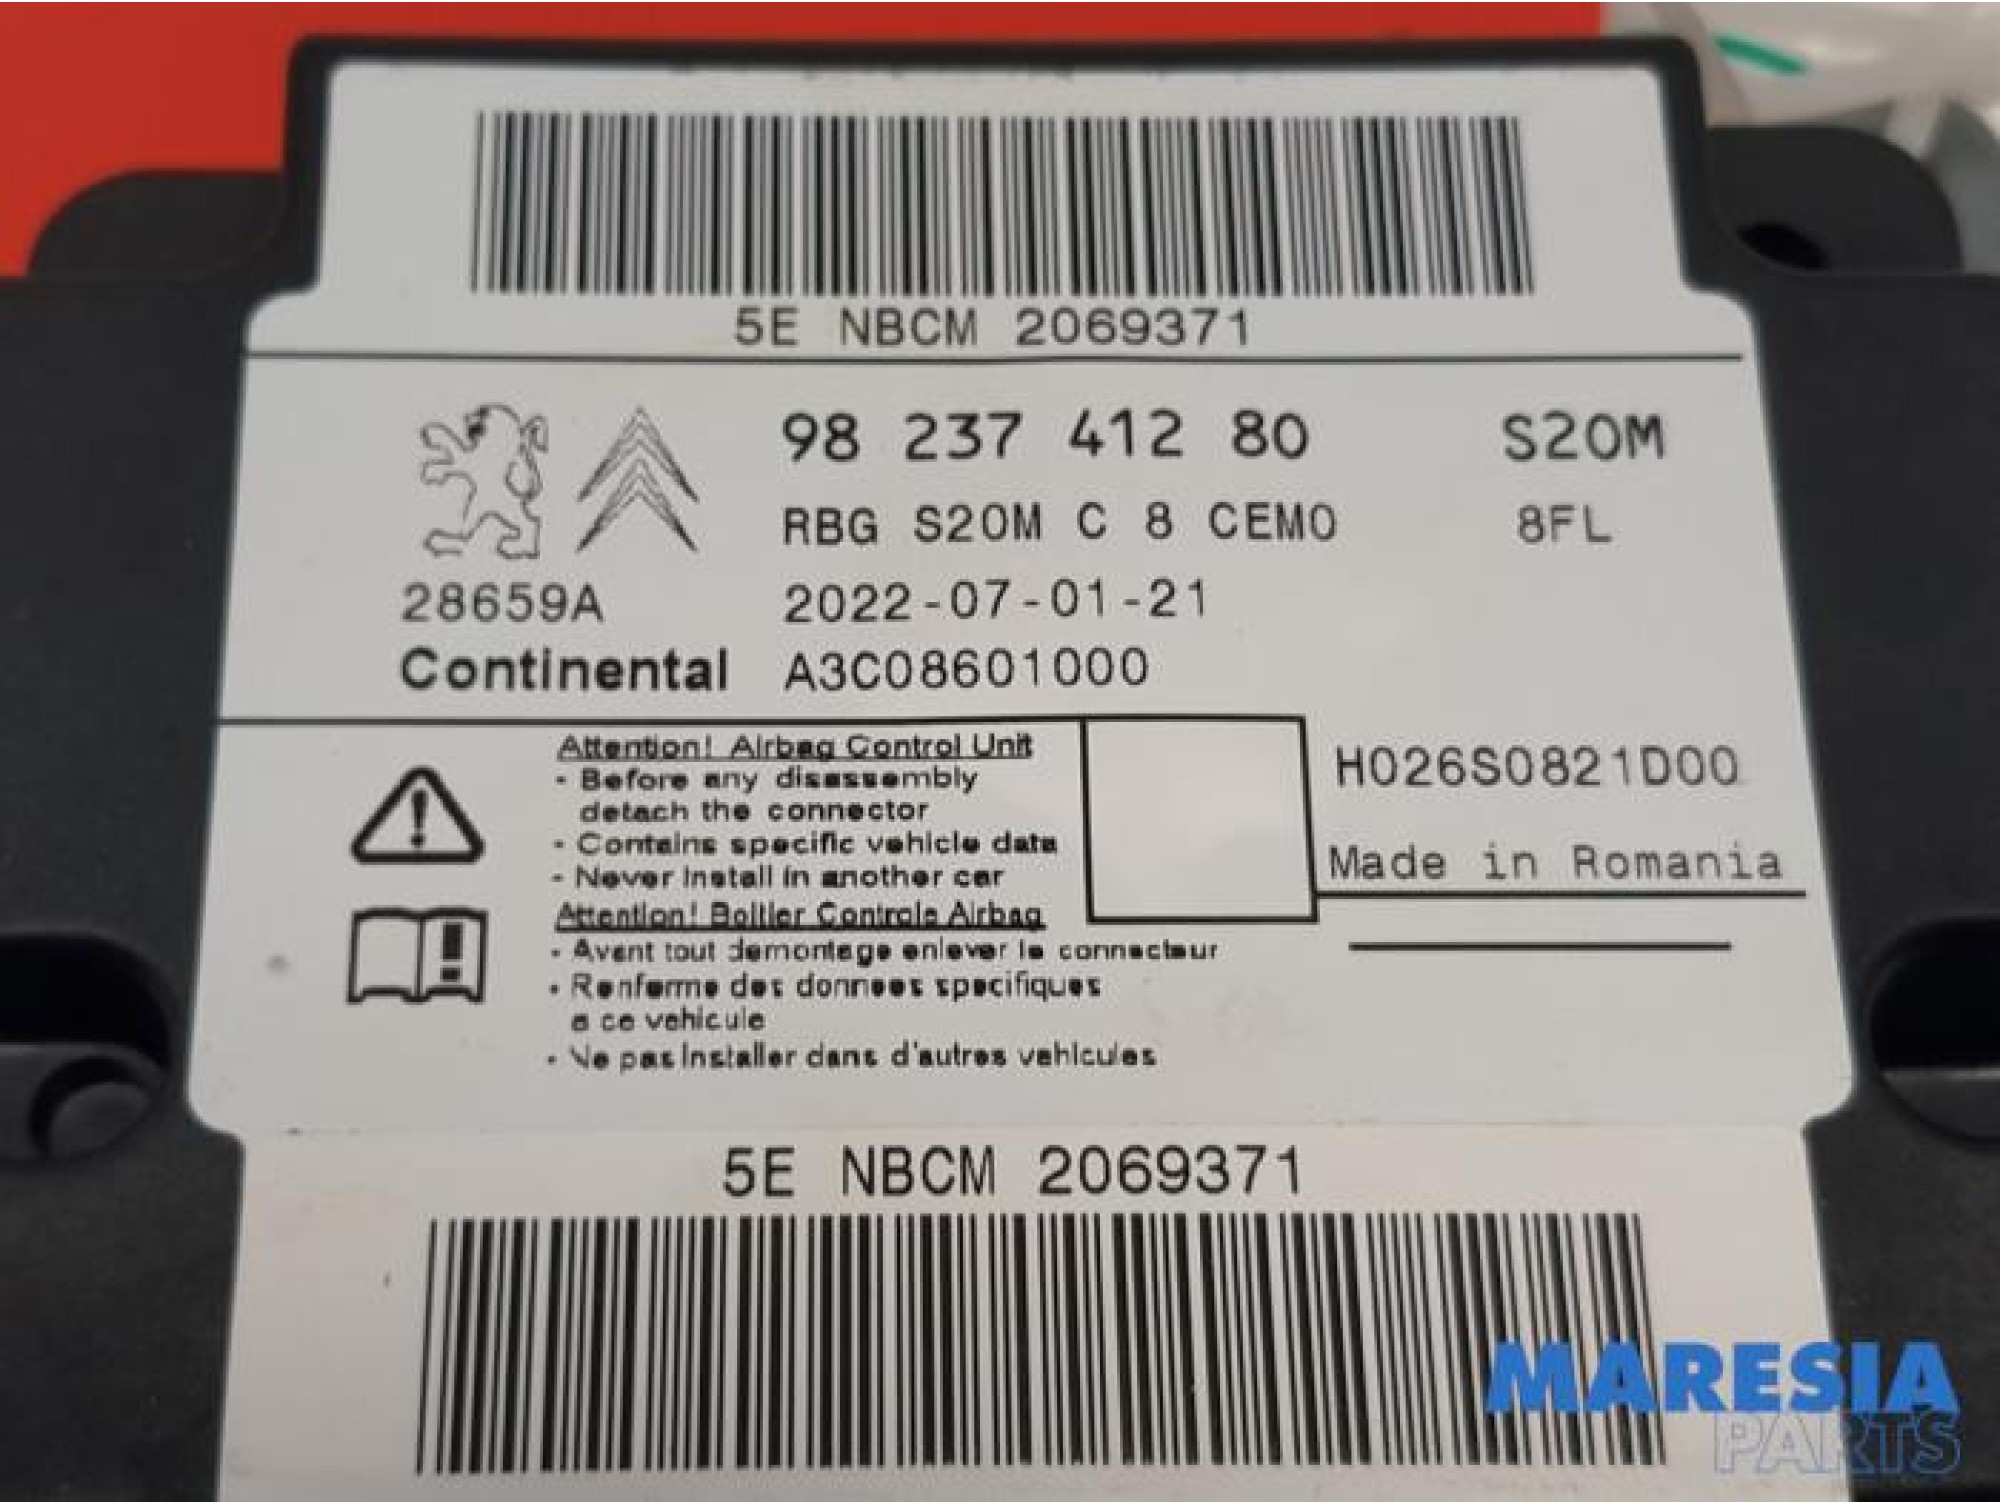 5E NBCM 2069371
98 237 412 80 S20M
RBG S20M C 8 CEM0 8FL
28659A 2022-07-01-21
Continental A3C08601000
Attention! Airbag Control Unit
- Before any disassembly
detach the connector
- Contains specific vehicle data
- Never Install in another car
H026S0821D00
Made in Romania
Attention! Boîtier Controle Airbag
- Avant tout demontage enlever le connecteur
- Renferme des donnees specifiques
a ce vehicule
- Ne pas installer dans d'autres vehicules
5E NBCM 2069371
MARESIA
PARTS